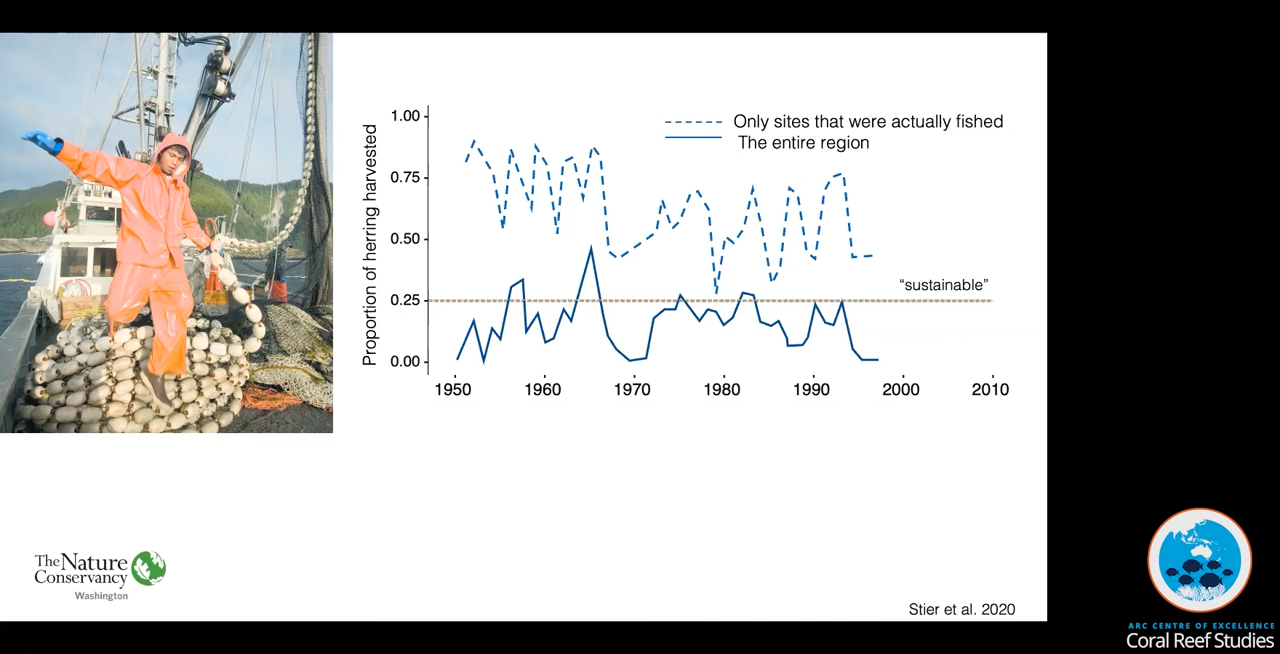 1.00
0.75
0.50
0.25
0.00
Proportion of herring harvested
Only sites that were actually fished
The entire region
“sustainable”
1950 1960 1970 1980 1990 2000 2010
The Nature
Conservancy
Washington
Stier et al. 2020
ARC CENTRE OF EXCELLENCE
Coral Reef Studies